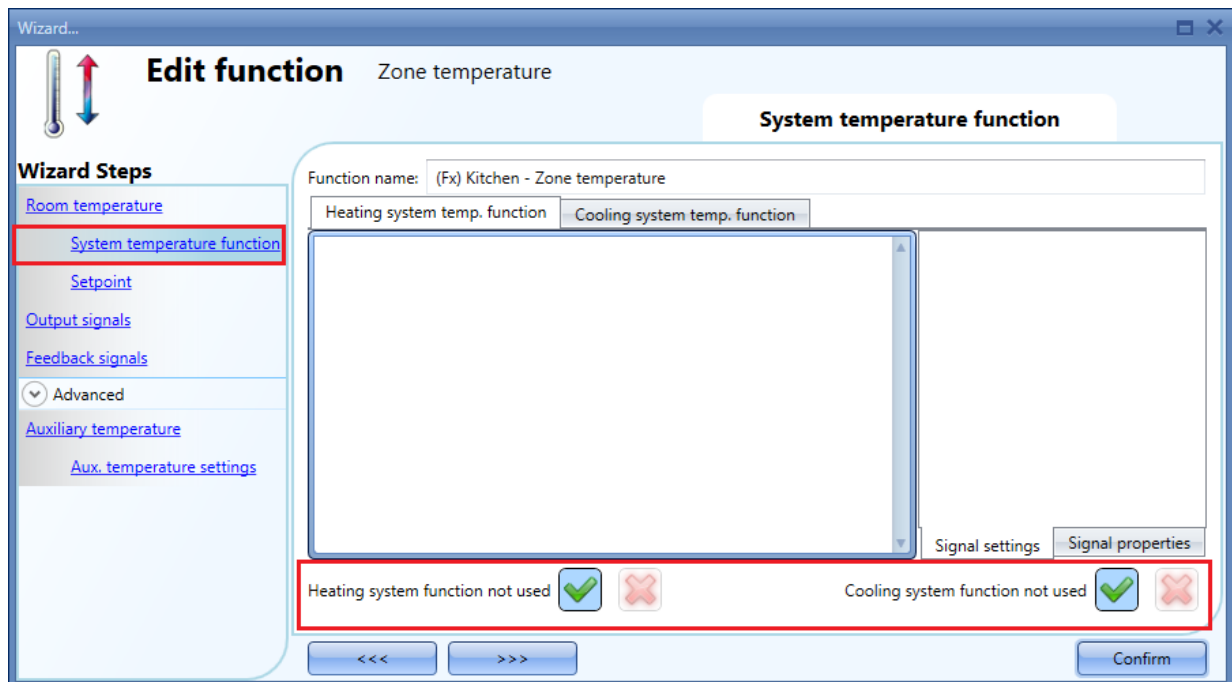 Wizard...
Edit function Zone temperature
System temperature function
Wizard Steps
Room temperature
System temperature function
Setpoint
Output signals
Feedback signals
Advanced
Auxiliary temperature
Aux. temperature settings
Function name: (Fx) Kitchen - Zone temperature
Heating system temp. function Cooling system temp. function
Signal settings Signal properties
Heating system function not used Cooling system function not used
<<< >>> Confirm